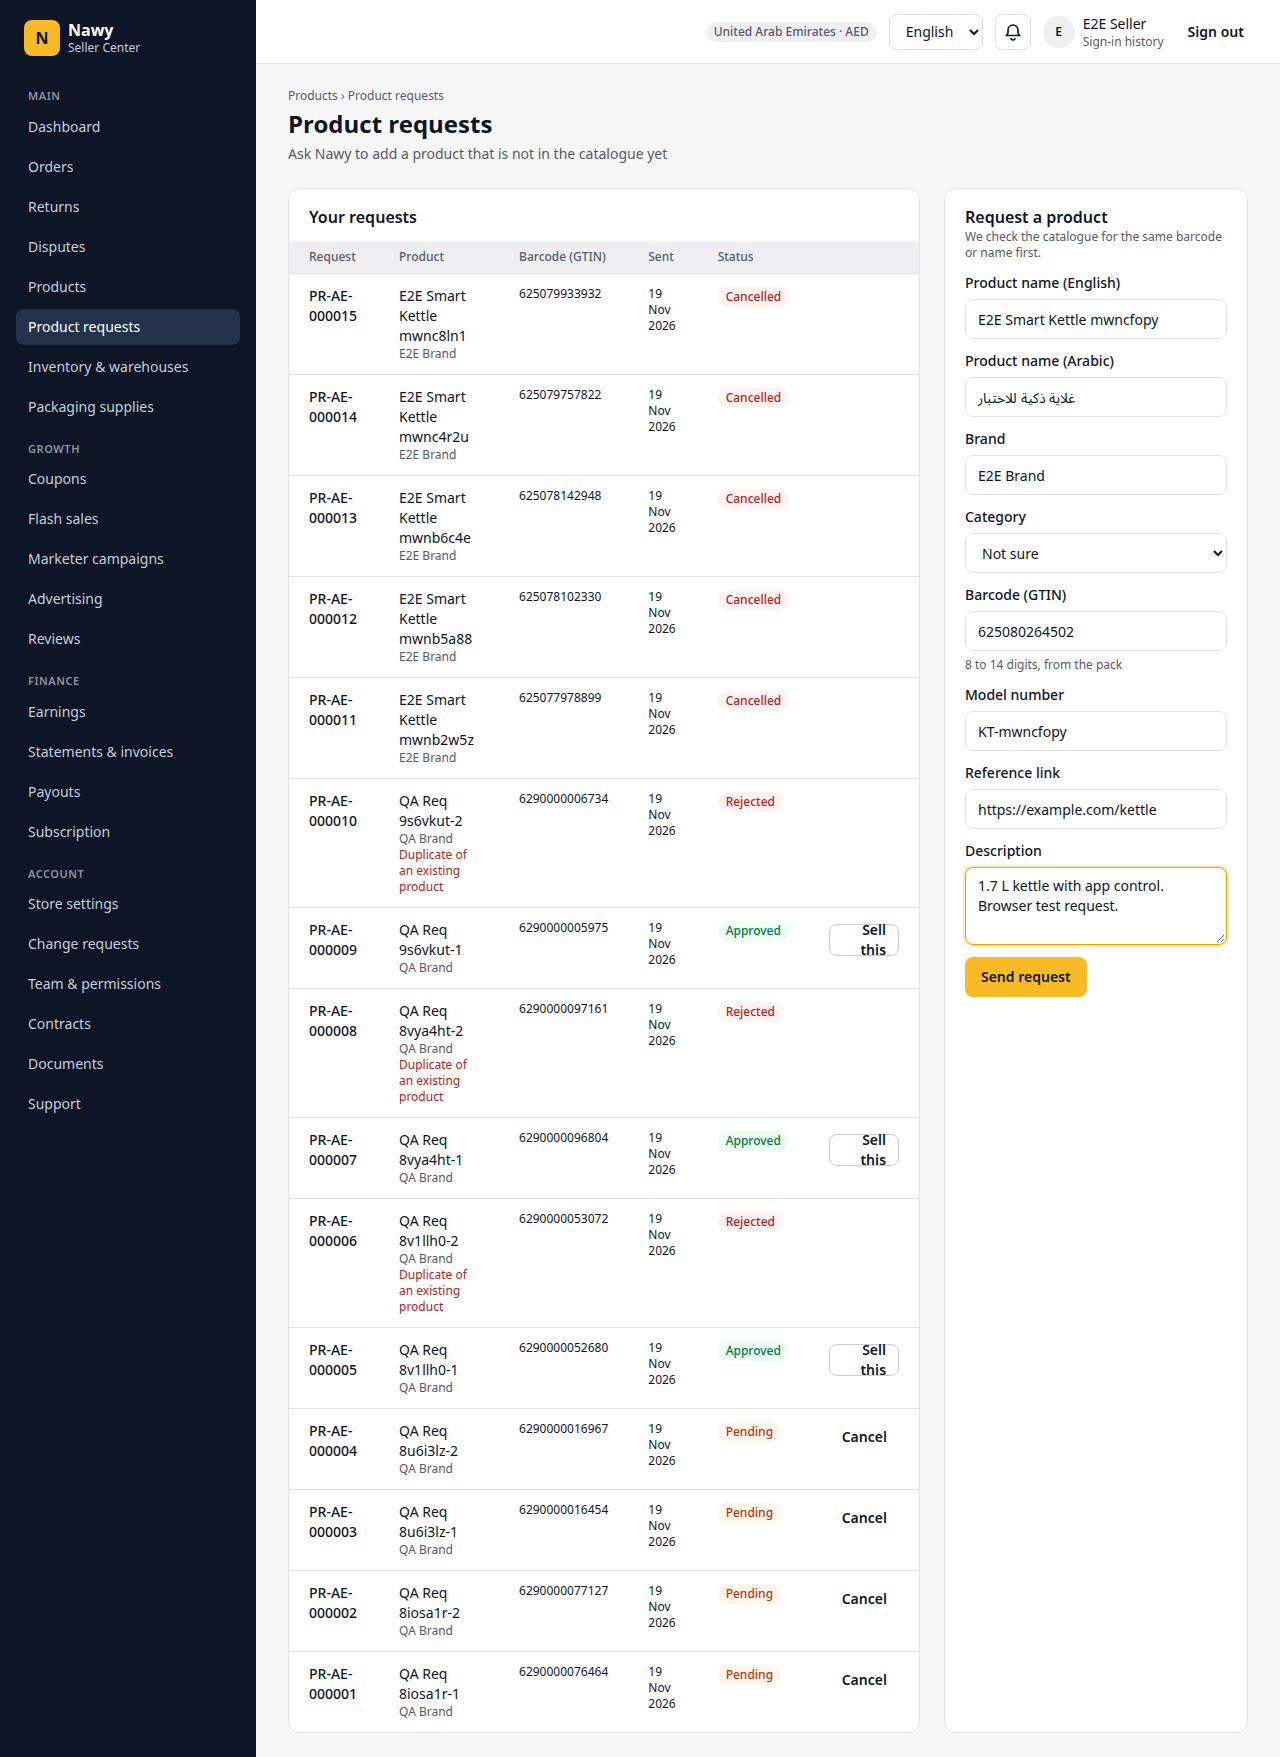 N
Nawy
Seller Center
MAIN
Dashboard
Orders
Returns
Disputes
Products
Product requests
Inventory & warehouses
Packaging supplies
GROWTH
Coupons
Flash sales
Marketer campaigns
Advertising
Reviews
FINANCE
Earnings
Statements & invoices
Payouts
Subscription
ACCOUNT
Store settings
Change requests
Team & permissions
Contracts
Documents
Support
United Arab Emirates · AED
English
E
E2E Seller
Sign-in history
Sign out
Products › Product requests
Product requests
Ask Nawy to add a product that is not in the catalogue yet
Your requests
Request Product Barcode (GTIN) Sent Status
PR-AE-000015 E2E Smart Kettle mwnc8ln1 E2E Brand 625079933932 19 Nov 2026 Cancelled
PR-AE-000014 E2E Smart Kettle mwnc4r2u E2E Brand 625079757822 19 Nov 2026 Cancelled
PR-AE-000013 E2E Smart Kettle mwnb6c4e E2E Brand 625078142948 19 Nov 2026 Cancelled
PR-AE-000012 E2E Smart Kettle mwnb5a88 E2E Brand 625078102330 19 Nov 2026 Cancelled
PR-AE-000011 E2E Smart Kettle mwnb2w5z E2E Brand 625077978899 19 Nov 2026 Cancelled
PR-AE-000010 QA Req 9s6vkut-2 QA Brand Duplicate of an existing product 6290000006734 19 Nov 2026 Rejected
PR-AE-000009 QA Req 9s6vkut-1 QA Brand 6290000005975 19 Nov 2026 Approved Sell this
PR-AE-000008 QA Req 8vya4ht-2 QA Brand Duplicate of an existing product 6290000097161 19 Nov 2026 Rejected
PR-AE-000007 QA Req 8vya4ht-1 QA Brand 6290000096804 19 Nov 2026 Approved Sell this
PR-AE-000006 QA Req 8v1llh0-2 QA Brand Duplicate of an existing product 6290000053072 19 Nov 2026 Rejected
PR-AE-000005 QA Req 8v1llh0-1 QA Brand 6290000052680 19 Nov 2026 Approved Sell this
PR-AE-000004 QA Req 8u6i3lz-2 QA Brand 6290000016967 19 Nov 2026 Pending Cancel
PR-AE-000003 QA Req 8u6i3lz-1 QA Brand 6290000016454 19 Nov 2026 Pending Cancel
PR-AE-000002 QA Req 8iosa1r-2 QA Brand 6290000077127 19 Nov 2026 Pending Cancel
PR-AE-000001 QA Req 8iosa1r-1 QA Brand 6290000076464 19 Nov 2026 Pending Cancel
Request a product
We check the catalogue for the same barcode
or name first.
Product name (English)
E2E Smart Kettle mwncfopy
Product name (Arabic)
غلاية ذكية للاختبار
Brand
E2E Brand
Category
Not sure
Barcode (GTIN)
625080264502
8 to 14 digits, from the pack
Model number
KT-mwncfopy
Reference link
https://example.com/kettle
Description
1.7 L kettle with app control.
Browser test request.
Send request